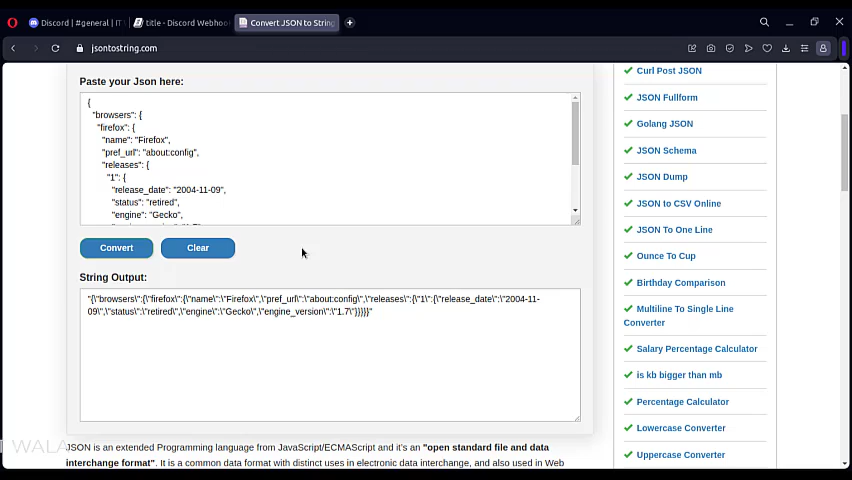 Discord | #general | IT
title - Discord Webhoo
Convert JSON to String
jsontostring.com
Paste your Json here:
{
"browsers": {
"firefox": {
"name": "Firefox",
"pref_url": "about:config",
"releases": {
"1": {
"release_date": "2004-11-09",
"status": "retired",
"engine": "Gecko",
Convert
Clear
String Output:
"{\"browsers\":{\"firefox\":{\"name\":\"Firefox\",\"pref_url\":\"about:config\",\"releases\":{\"1\":{\"release_date\":\"2004-11-
09\",\"status\":\"retired\",\"engine\":\"Gecko\",\"engine_version\":\"1.7\"}}}}}"
JSON is an extended Programming language from JavaScript/ECMAScript and it's an "open standard file and data
interchange format". It is a common data format with distinct uses in electronic data interchange, and also used in Web
WALA
Curl Post JSON
JSON Fullform
Golang JSON
JSON Schema
JSON Dump
JSON to CSV Online
JSON To One Line
Ounce To Cup
Birthday Comparison
Multiline To Single Line
Converter
Salary Percentage Calculator
is kb bigger than mb
Percentage Calculator
Lowercase Converter
Uppercase Converter